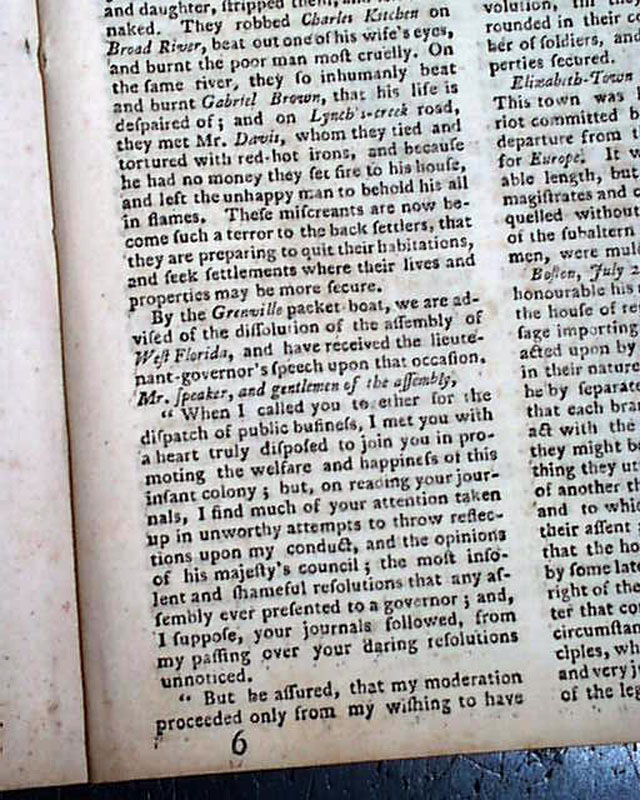 and daughter, ſtripped them, and
naked. They robbed Charles Kitchen on
Broad River, beat out one of his wife's eyes,
and burnt the poor man moſt cruelly. On
the ſame river, they ſo inhumanly beat
and burnt Gabriel Brown, that his life is
deſpaired of; and on Lynch's-creek road,
they met Mr. Davis, whom they tied and
tortured with red-hot irons, and becauſe
he had no money they ſet fire to his houſe,
and left the unhappy man to behold his all
in flames. Theſe miſcreants are now be-
come ſuch a terror to the back ſettlers, that
they are preparing to quit their habitations,
and ſeek ſettlements where their lives and
properties may be more ſecure.
By the Grenville packet-boat, we are ad-
viſed of the diſſolution of the aſſembly of
Weſt Florida, and have received the lieute-
nant-governor's ſpeech upon that occaſion.
Mr. ſpeaker, and gentlemen of the aſſembly,
“ When I called you to ether for the
diſpatch of public buſineſs, I met you with
a heart truly diſpoſed to join you in pro-
moting the welfare and happineſs of this
infant colony; but, on reading your jour-
nals, I find much of your attention taken
up in unworthy attempts to throw reflec-
tions upon my conduct, and the opinions
of his majeſty's council; the moſt inſo-
lent and ſhameful reſolutions that any aſ-
ſembly ever preſented to a governor; and,
I ſuppoſe, your journals followed, from
my paſſing over your daring reſolutions
unnoticed.
“ But be aſſured, that my moderation
proceeded only from my wiſhing to have
6
volution,
rounded in their
ber of ſoldiers, and
perties ſecured.
Elizabeth-Town
This town was
riot committed b
departure from
for Europe. It w
able length, but
magiſtrates and
quelled without
of the ſubaltern
men, were mul
Boſton, July 2
honourable his
the houſe of re
ſage importing
acted upon by
in their nature
he by ſeparate
that each bran
act with the
they might be
thing they un
of another th
and to whic
their aſſent
that the ho
by ſome late
right of the
ter that con
circumſtan
ciples, wh
and very ju
of the leg